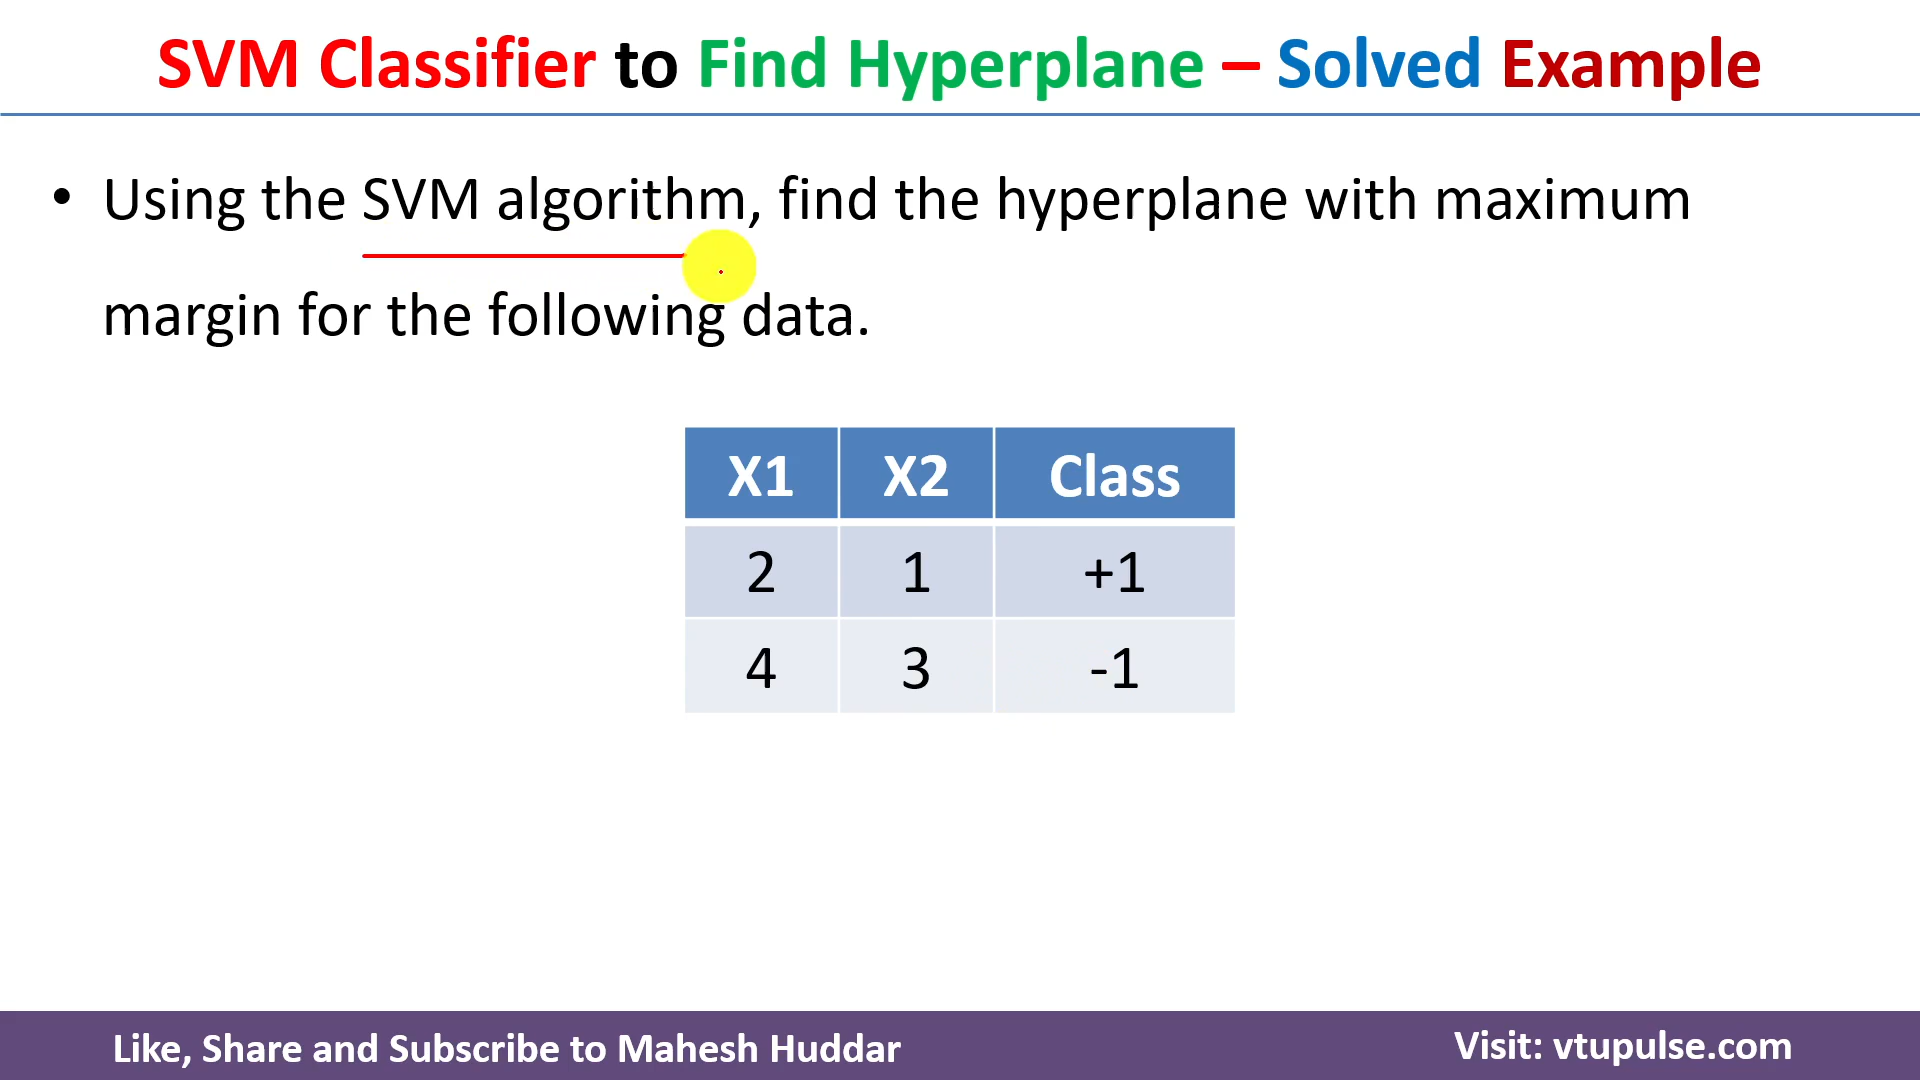 SVM Classifier to Find Hyperplane – Solved Example
• Using the SVM algorithm, find the hyperplane with maximum
margin for the following data.
X1 X2 Class
2 1 +1
4 3 -1
Like, Share and Subscribe to Mahesh Huddar
Visit: vtupulse.com